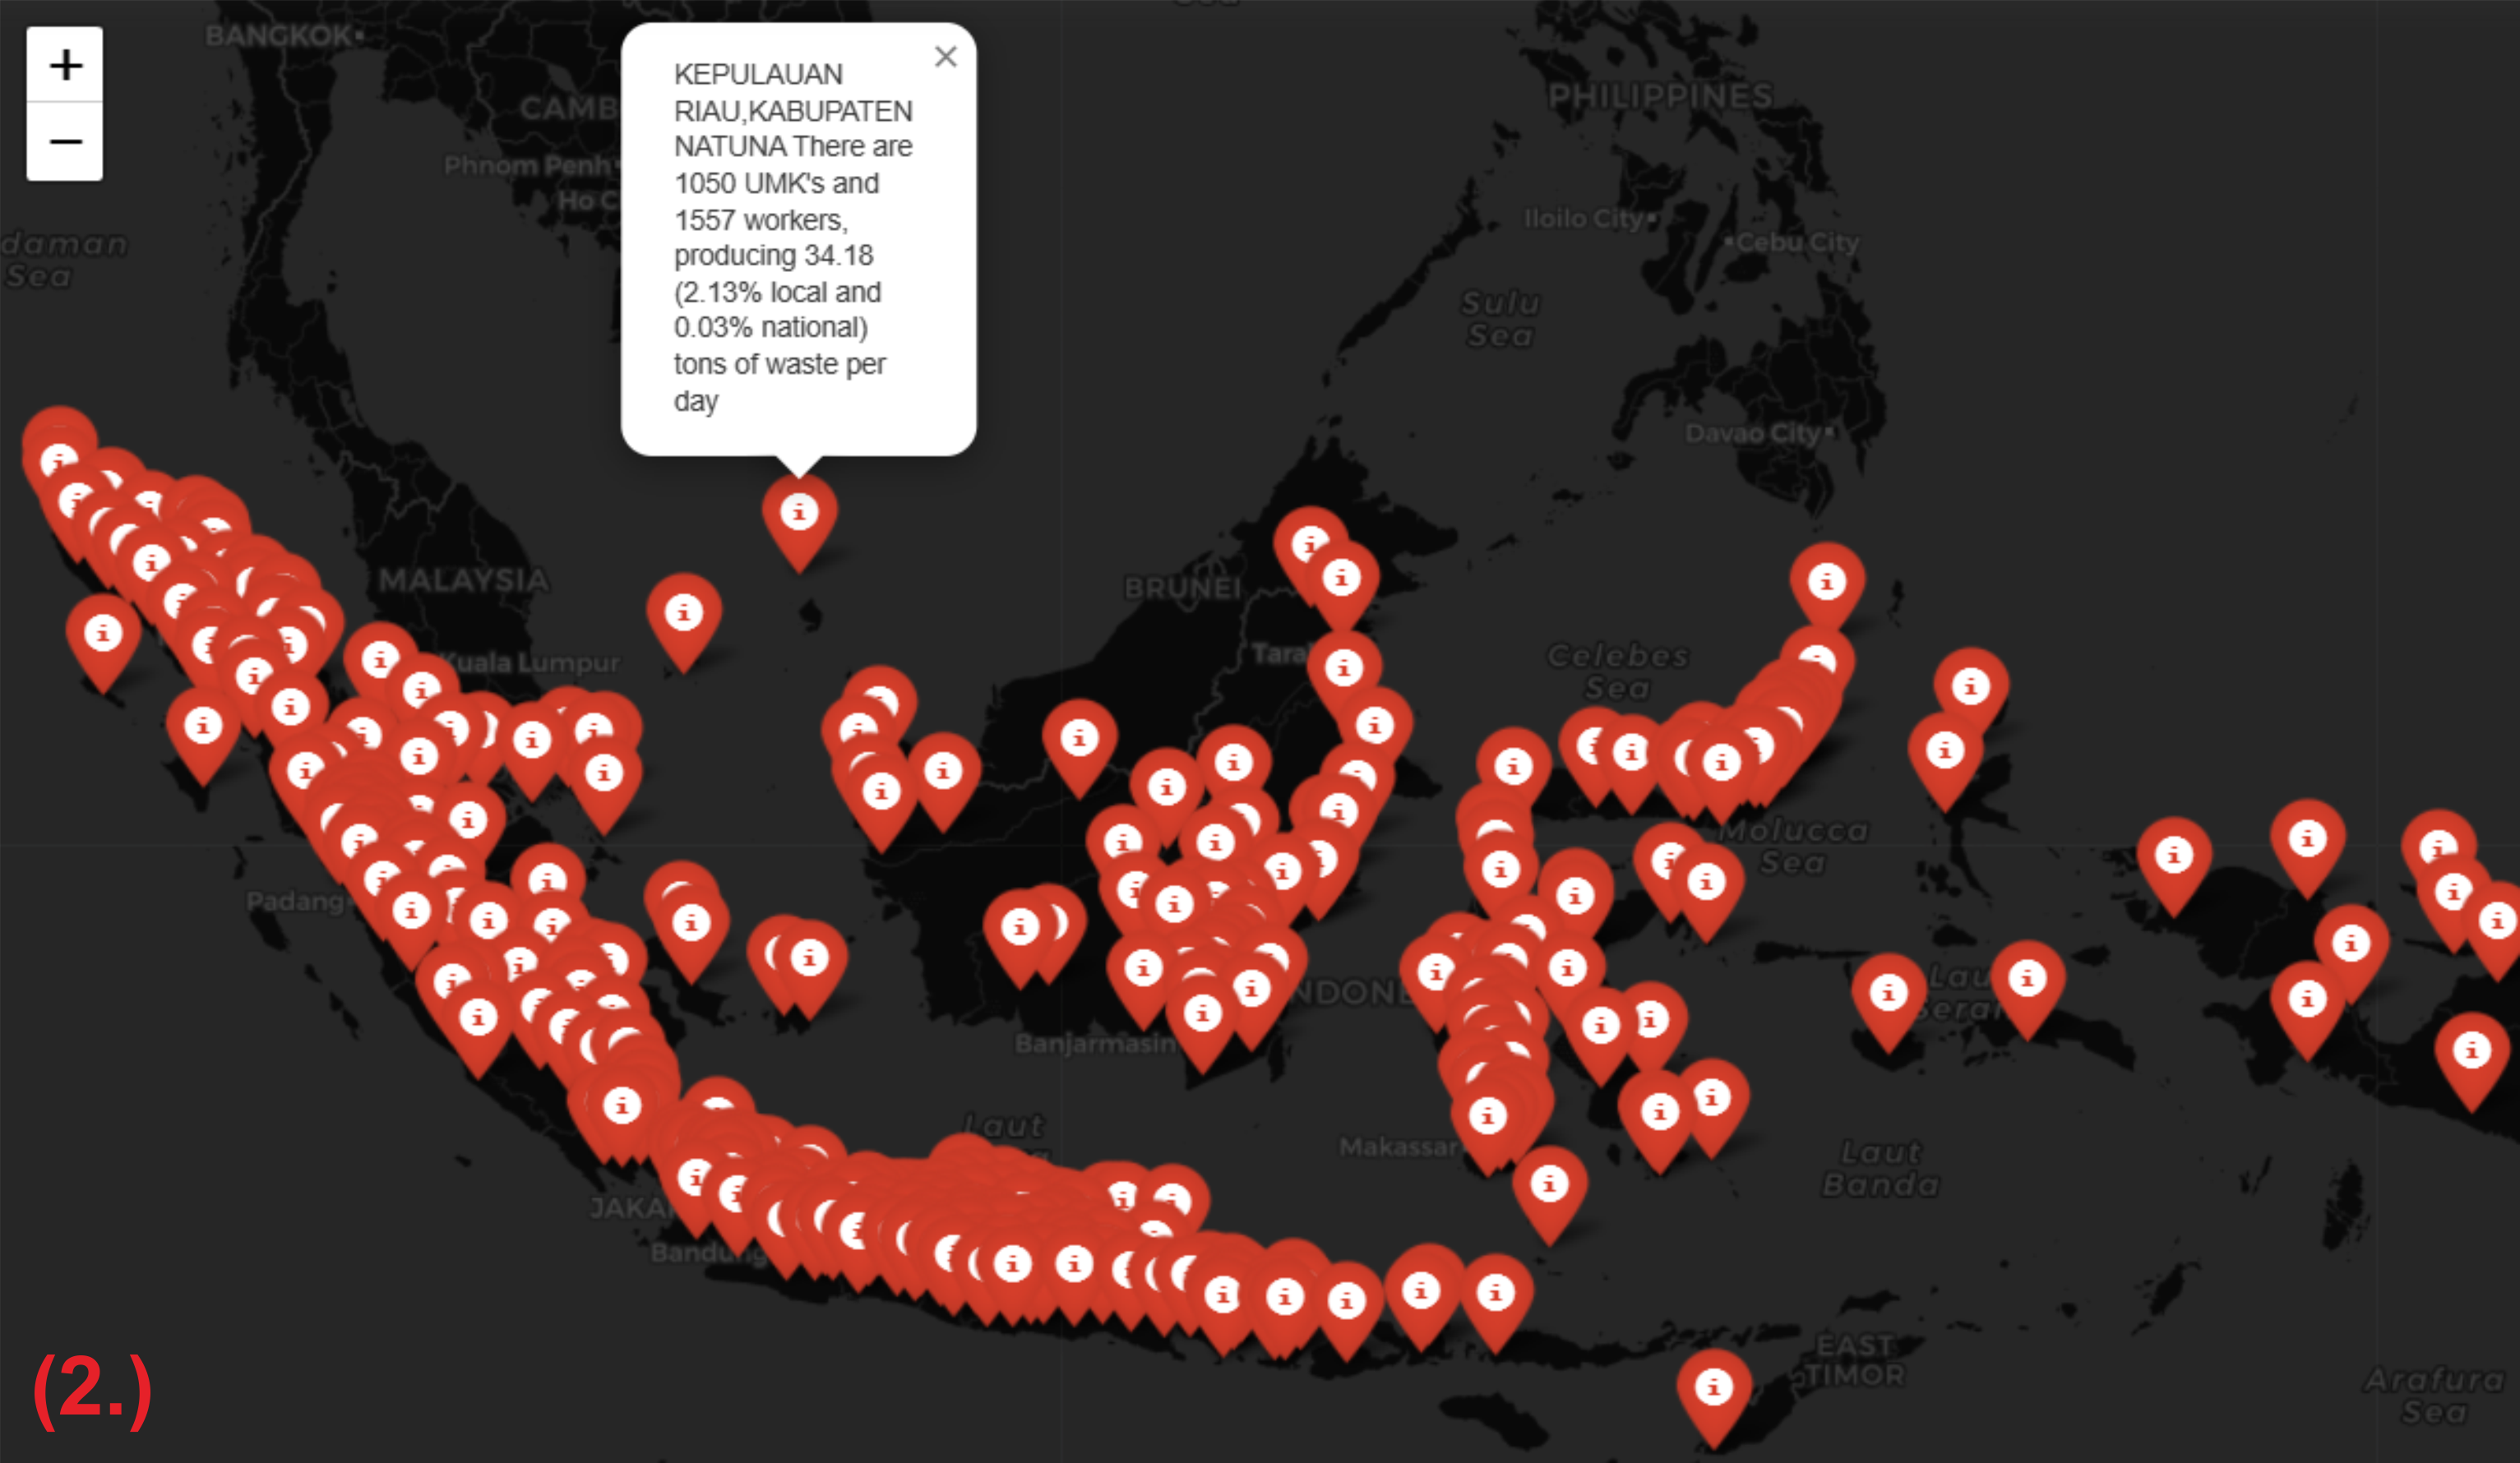 BANGKOK
+
−
KEPULAUAN
RIAU,KABUPATEN
NATUNA There are
1050 UMK's and
1557 workers,
producing 34.18
(2.13% local and
0.03% national)
tons of waste per
day
CAMB
Phnom Penh
Ho C
PHILIPPINES
Iloilo City
Cebu City
daman
Sea
Sulu
Sea
Davao City
MALAYSIA
BRUNEI
Kuala Lumpur
Tara
Celebes
Sea
Molucca
Sea
Padang
Lau
Seram
NDONE
Banjarmasin
Laut
Makassar
Laut
Banda
JAKA
Bandung
EAST
TIMOR
Arafura
Sea
(2.)